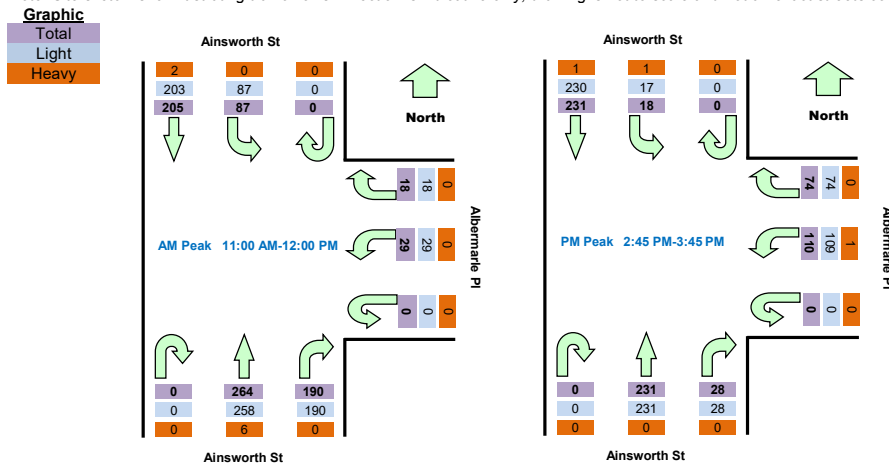 Graphic
Total
Light
Heavy
Ainsworth St
2 0 0
203 87 0
205 87 0
North
18 18 0
AM Peak 11:00 AM-12:00 PM
29 29 0
Albermarle Pl
0 0 0
0 264 190
0 258 190
0 6 0
Ainsworth St
Ainsworth St
1 1 0
230 17 0
231 18 0
North
74 74 0
PM Peak 2:45 PM-3:45 PM
110 109 1
Albermarle Pl
0 0 0
0 231 28
0 231 28
0 0 0
Ainsworth St